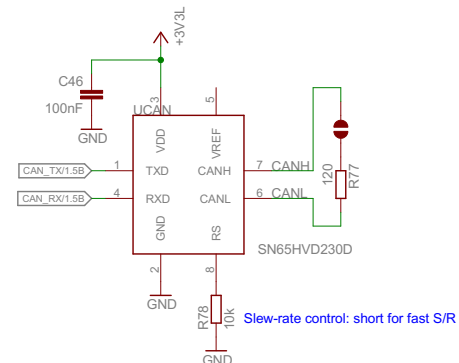 +3V3L
C46
100nF
GND
UCAN
3
5
VDD
VREF
CAN_TX/1.5B
1
TXD
CANH
7
CANH
CAN_RX/1.5B
4
RXD
CANL
6
CANL
120
R77
GND
RS
SN65HVD230D
2
8
GND
R78
10k
Slew-rate control: short for fast S/R
GND